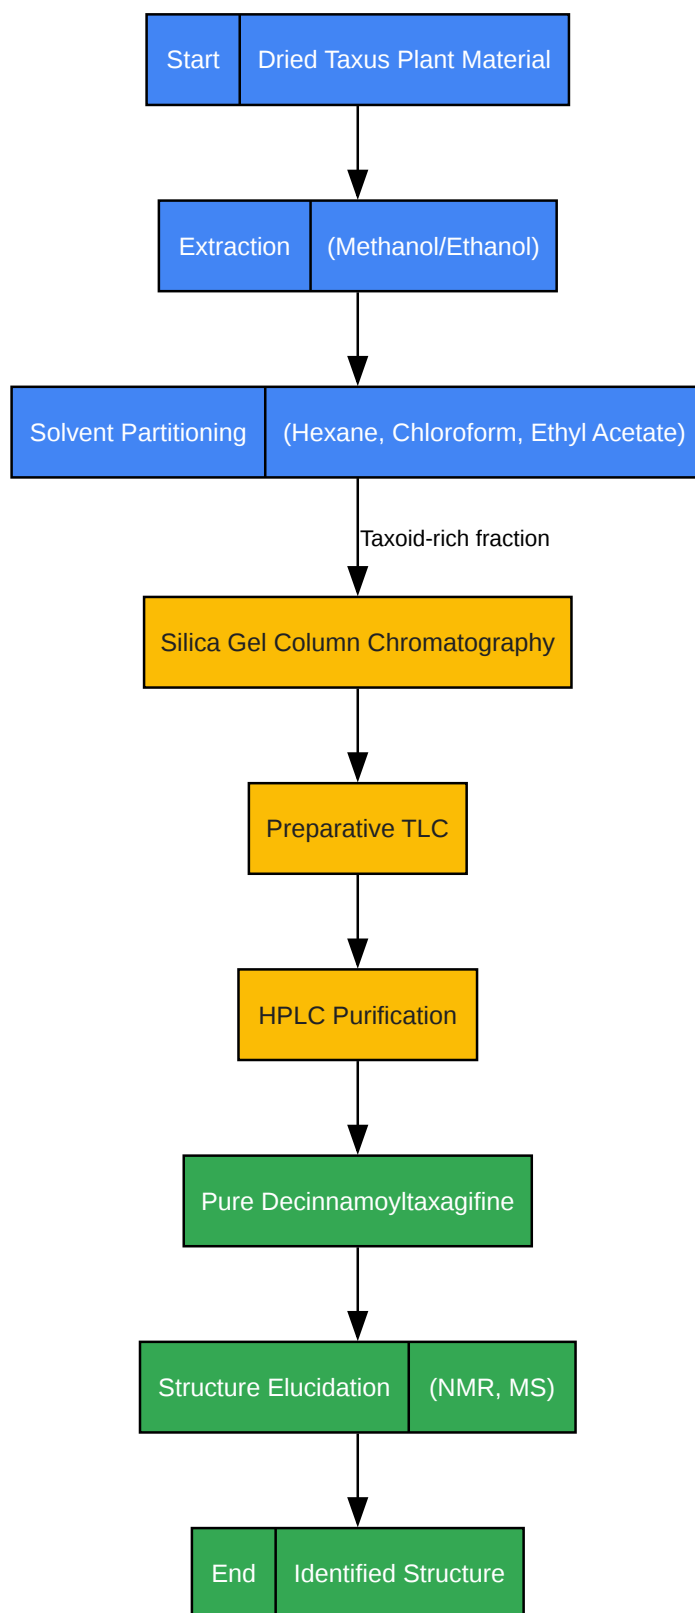 Start Dried Taxus Plant Material
Extraction (Methanol/Ethanol)
Solvent Partitioning (Hexane, Chloroform, Ethyl Acetate)
Taxoid-rich fraction
Silica Gel Column Chromatography
Preparative TLC
HPLC Purification
Pure Decinnamoyltaxagifine
Structure Elucidation (NMR, MS)
End Identified Structure